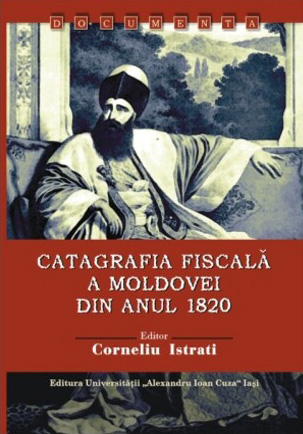 DOCUMENTA
CATAGRAFIA FISCALĂ
A MOLDOVEI
DIN ANUL 1820
Editor
Corneliu Istrati
Editura Universității „Alexandru Ioan Cuza“ Iași